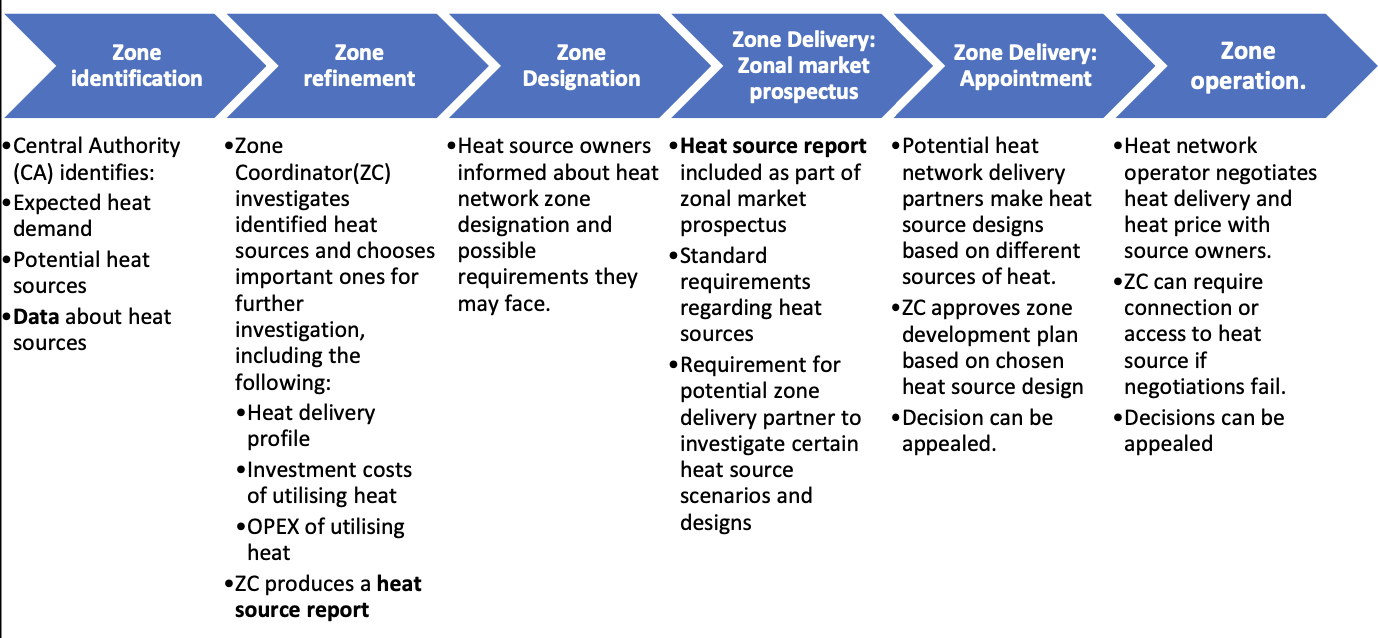 Zone
identification
Zone
refinement
Zone
Designation
Zone Delivery:
Zonal market
prospectus
Zone Delivery:
Appointment
Zone
operation.
•Central Authority
(CA) identifies:
•Expected heat
demand
•Potential heat
sources
•Data about heat
sources
•Zone
Coordinator(ZC)
investigates
identified heat
sources and chooses
important ones for
further
investigation,
including the
following:
•Heat delivery
profile
•Investment costs
of utilising heat
•OPEX of utilising
heat
•ZC produces a heat
source report
•Heat source owners
informed about heat
network zone
designation and
possible
requirements they
may face.
•Heat source report
included as part of
zonal market
prospectus
•Standard
requirements
regarding heat
sources
•Requirement for
potential zone
delivery partner to
investigate certain
heat source
scenarios and
designs
•Potential heat
network delivery
partners make heat
source designs
based on different
sources of heat.
•ZC approves zone
development plan
based on chosen
heat source design
•Decision can be
appealed.
•Heat network
operator negotiates
heat delivery and
heat price with
source owners.
•ZC can require
connection or
access to heat
source if
negotiations fail.
•Decisions can be
appealed